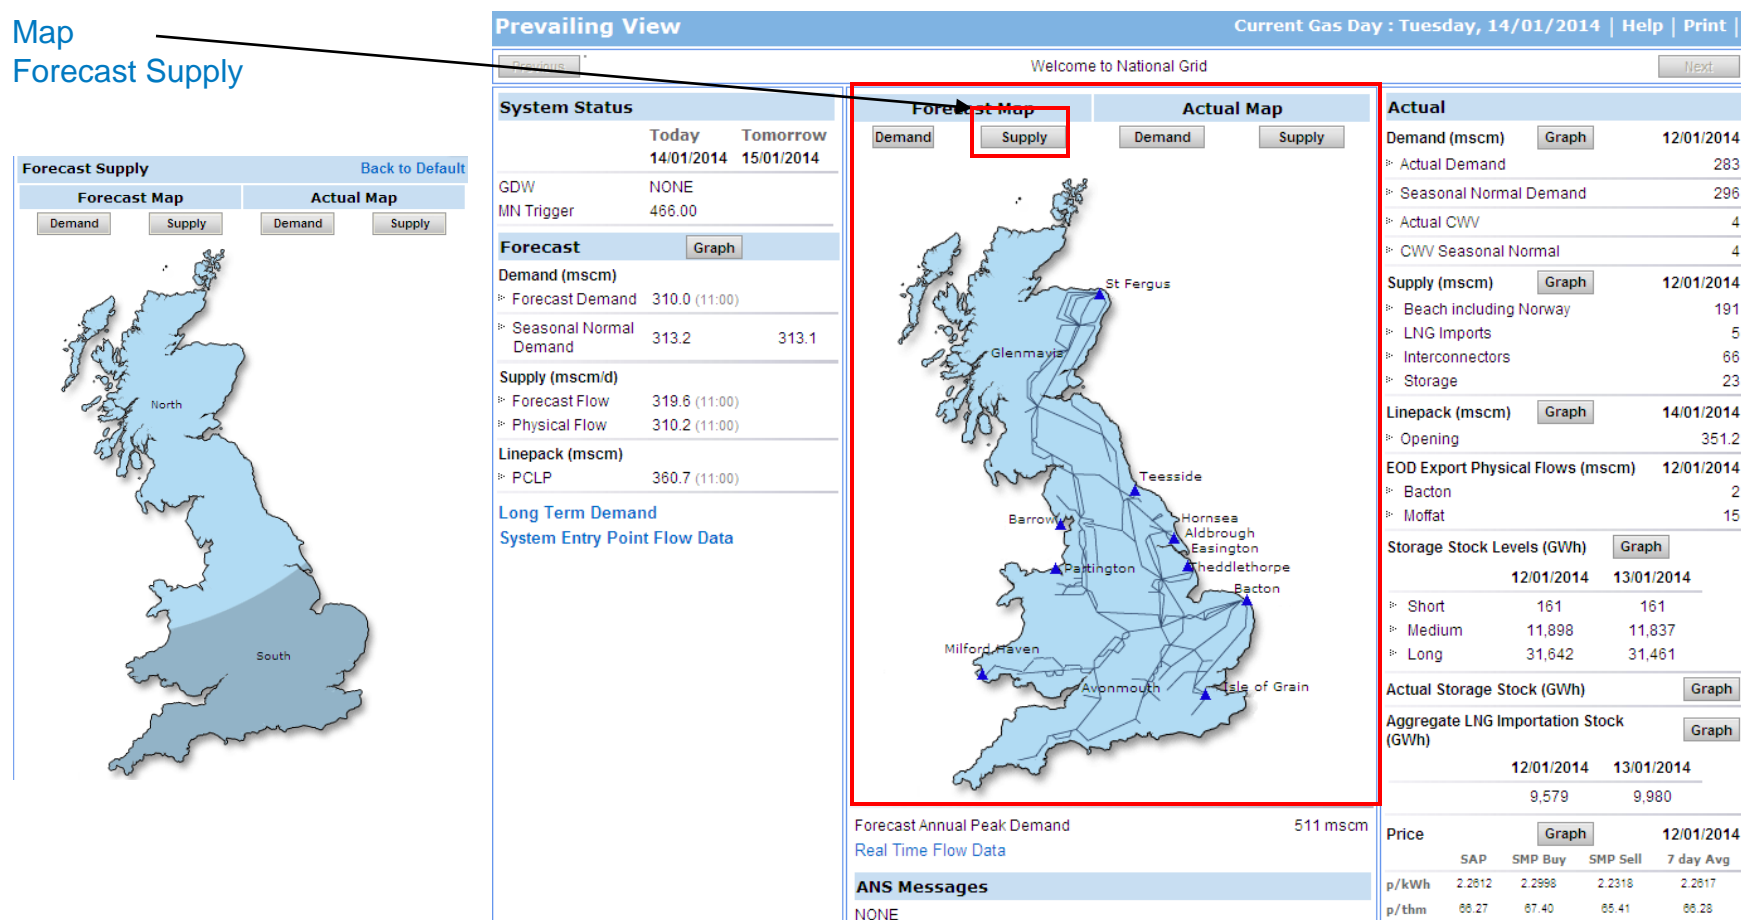 Map
Forecast Supply
Forecast Supply Back to Default
Forecast Map Actual Map
Demand Supply Demand Supply
North
South
Prevailing View Current Gas Day : Tuesday, 14/01/2014 | Help | Print |
Previous Welcome to National Grid Next
System Status
Today Tomorrow
14/01/2014 15/01/2014
GDW NONE
MN Trigger 466.00
Forecast Graph
Demand (mscm)
Forecast Demand 310.0 (11:00)
Seasonal Normal
Demand 313.2 313.1
Supply (mscm/d)
Forecast Flow 319.6 (11:00)
Physical Flow 310.2 (11:00)
Linepack (mscm)
PCLP 360.7 (11:00)
Long Term Demand
System Entry Point Flow Data
Forecast Map Actual Map
Demand Supply Demand Supply
St Fergus
Glenmavis
Teesside
Barrow
Hornsea
Aldbrough
Easington
Partington
Theddlethorpe
Bacton
Milford Haven
Avonmouth
Isle of Grain
Forecast Annual Peak Demand 511 mscm
Real Time Flow Data
ANS Messages
NONE
Actual
Demand (mscm) Graph 12/01/2014
Actual Demand 283
Seasonal Normal Demand 296
Actual CWV 4
CWV Seasonal Normal 4
Supply (mscm) Graph 12/01/2014
Beach including Norway 191
LNG Imports 5
Interconnectors 66
Storage 23
Linepack (mscm) Graph 14/01/2014
Opening 351.2
EOD Export Physical Flows (mscm) 12/01/2014
Bacton 2
Moffat 15
Storage Stock Levels (GWh) Graph
12/01/2014 13/01/2014
Short 161 161
Medium 11,898 11,837
Long 31,642 31,461
Actual Storage Stock (GWh) Graph
Aggregate LNG Importation Stock
(GWh) Graph
12/01/2014 13/01/2014
9,579 9,980
Price Graph 12/01/2014
SAP SMP Buy SMP Sell 7 day Avg
p/kWh 2.2612 2.2998 2.2318 2.2617
p/thm 66.27 67.40 65.41 66.28